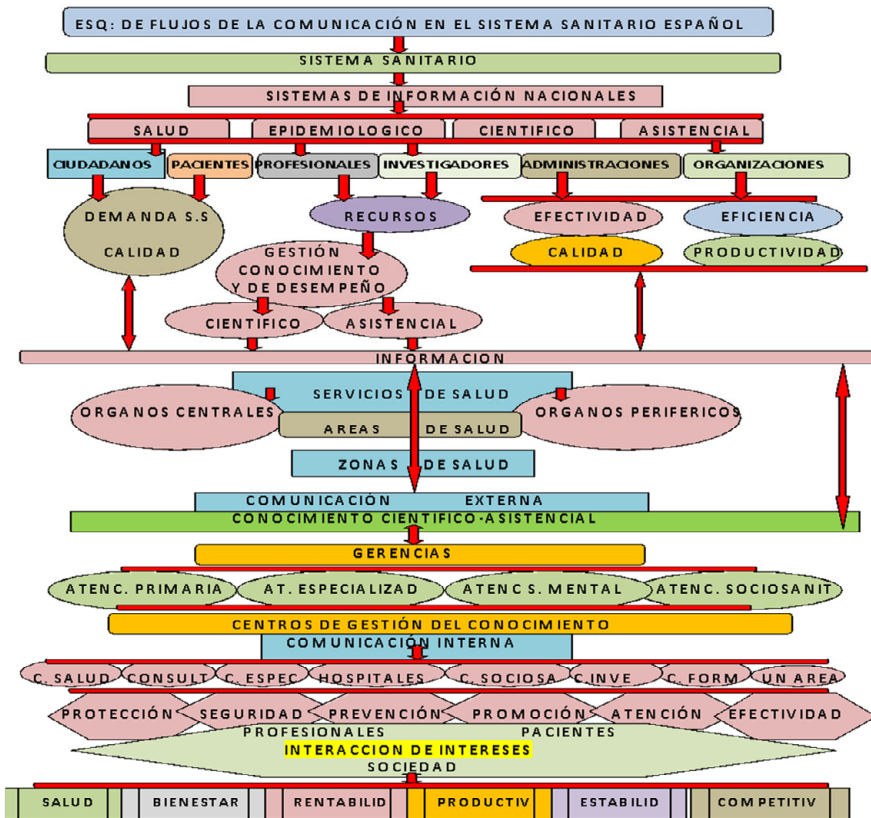 ESQ: DE FLUJOS DE LA COMUNICACIÓN EN EL SISTEMA SANITARIO ESPAÑOL
SISTEMA SANITARIO
SISTEMAS DE INFORMACIÓN NACIONALES
SALUD EPIDEMIOLOGICO CIENTÍFICO ASISTENCIAL
CIUDADANOS PACIENTES PROFESIONALES INVESTIGADORES ADMINISTRACIONES ORGANIZACIONES
DEMANDA S.S RECURSOS EFECTIVIDAD EFICIENCIA
CALIDAD GESTIÓN CALIDAD PRODUCTIVIDAD
CONOCIMIENTO
Y DE DESEMPEÑO
CIENTÍFICO ASISTENCIAL
INFORMACION
SERVICIOS DE SALUD
ORGANOS CENTRALES ORGANOS PERIFERICOS
AREAS DE SALUD
ZONAS DE SALUD
COMUNICACIÓN EXTERNA
CONOCIMIENTO CIENTIFICO-ASISTENCIAL
GERENCIAS
ATENC. PRIMARIA AT. ESPECIALIZAD ATENC S. MENTAL ATENC. SOCIOSANIT
CENTROS DE GESTIÓN DEL CONOCIMIENTO
COMUNICACIÓN INTERNA
C. SALUD CONSULT C. ESPEC HOSPITALES C. SOCIOSA C.INVE C. FORM UN AREA
PROTECCIÓN SEGURIDAD PREVENCIÓN PROMOCIÓN ATENCIÓN EFECTIVIDAD
PROFESIONALES PACIENTES
INTERACCION DE INTERESES
SOCIEDAD
SALUD BIENESTAR RENTABILID PRODUCTIV ESTABILID COMPETITIV